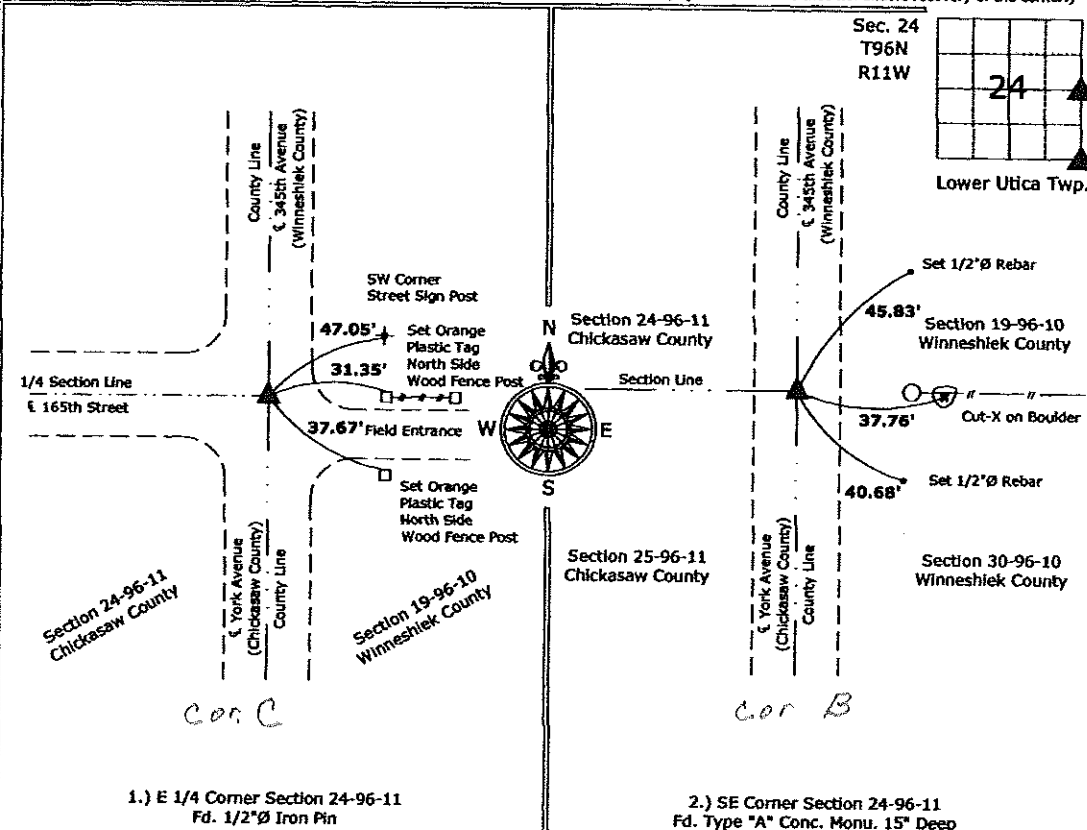 Sec. 24
T96N
R11W
24
Lower Utica Twp.
County Line
℄ 345th Avenue
(Winneshiek County)
SW Corner
Street Sign Post
47.05'
31.35'
Set Orange
Plastic Tag
North Side
Wood Fence Post
1/4 Section Line
℄ 165th Street
37.67'
Field Entrance
Set Orange
Plastic Tag
North Side
Wood Fence Post
℄ York Avenue
(Chickasaw County)
County Line
Section 24-96-11
Chickasaw County
Section 19-96-10
Winneshiek County
Cor. C
1.) E 1/4 Corner Section 24-96-11
Fd. 1/2"Ø Iron Pin
N
W
E
S
Section 24-96-11
Chickasaw County
Section Line
Section 25-96-11
Chickasaw County
County Line
℄ 345th Avenue
(Winneshiek County)
Set 1/2"Ø Rebar
45.83'
Section 19-96-10
Winneshiek County
37.76'
Cut-X on Boulder
40.68'
Set 1/2"Ø Rebar
Section 30-96-10
Winneshiek County
℄ York Avenue
(Chickasaw County)
County Line
Cor B
2.) SE Corner Section 24-96-11
Fd. Type "A" Conc. Monu. 15" Deep